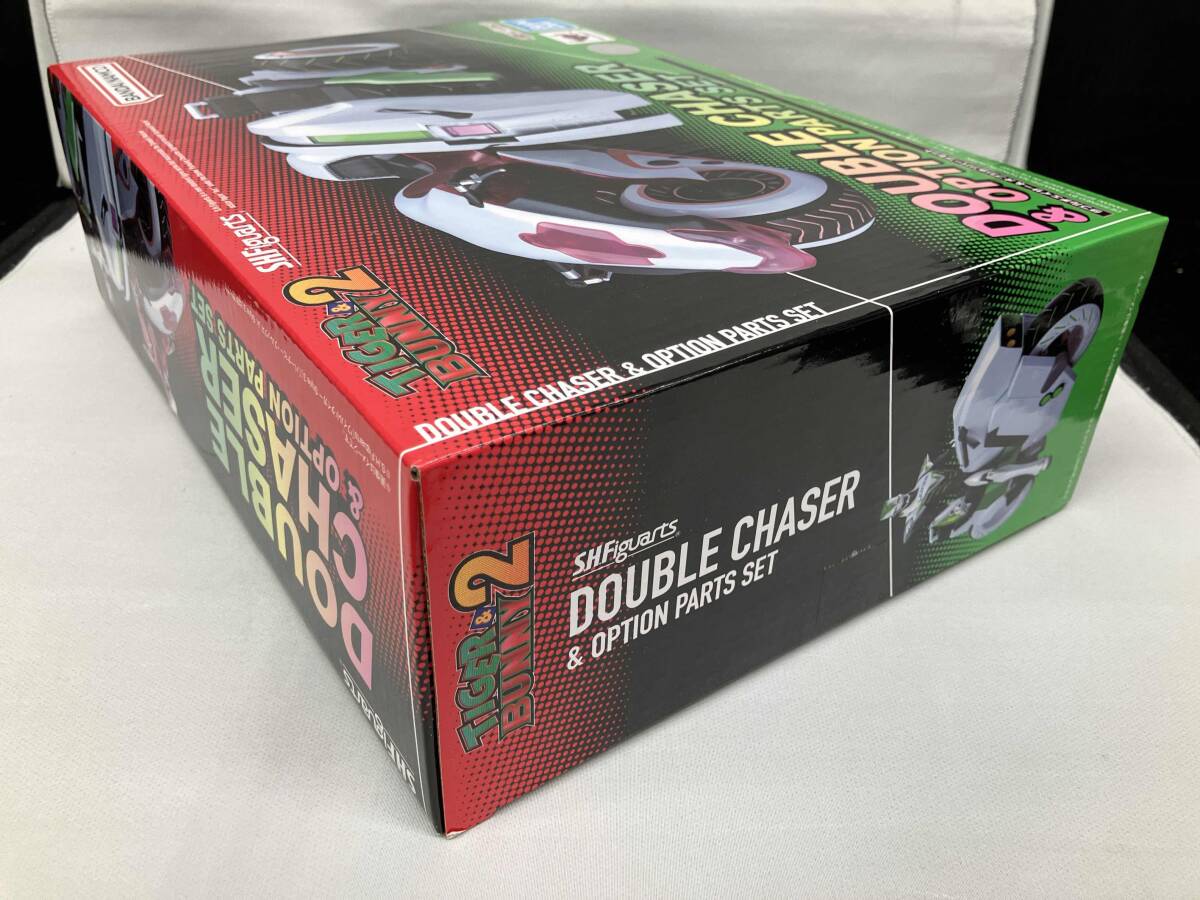 BANDAI NAMCO
DOUBLE CHASER
& OPTION PARTS SET
S.H.Figuarts
TIGER & BUNNY 2
DOUBLE CHASER & OPTION PARTS SET
TIGER &
BUNNY 2
S.H.Figuarts
DOUBLE CHASER
& OPTION PARTS SET
DOUBLE
CHASER
& OPTION PARTS SET
S.H.Figuarts